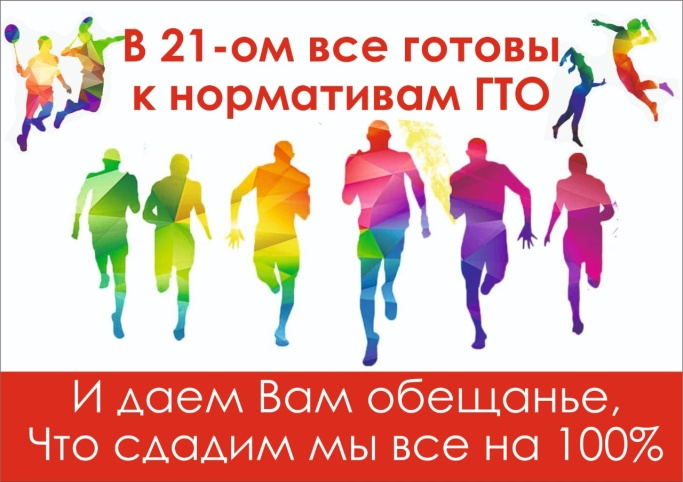 В 21-ом все готовы
к нормативам ГТО
И даем Вам обещанье,
Что сдадим мы все на 100%